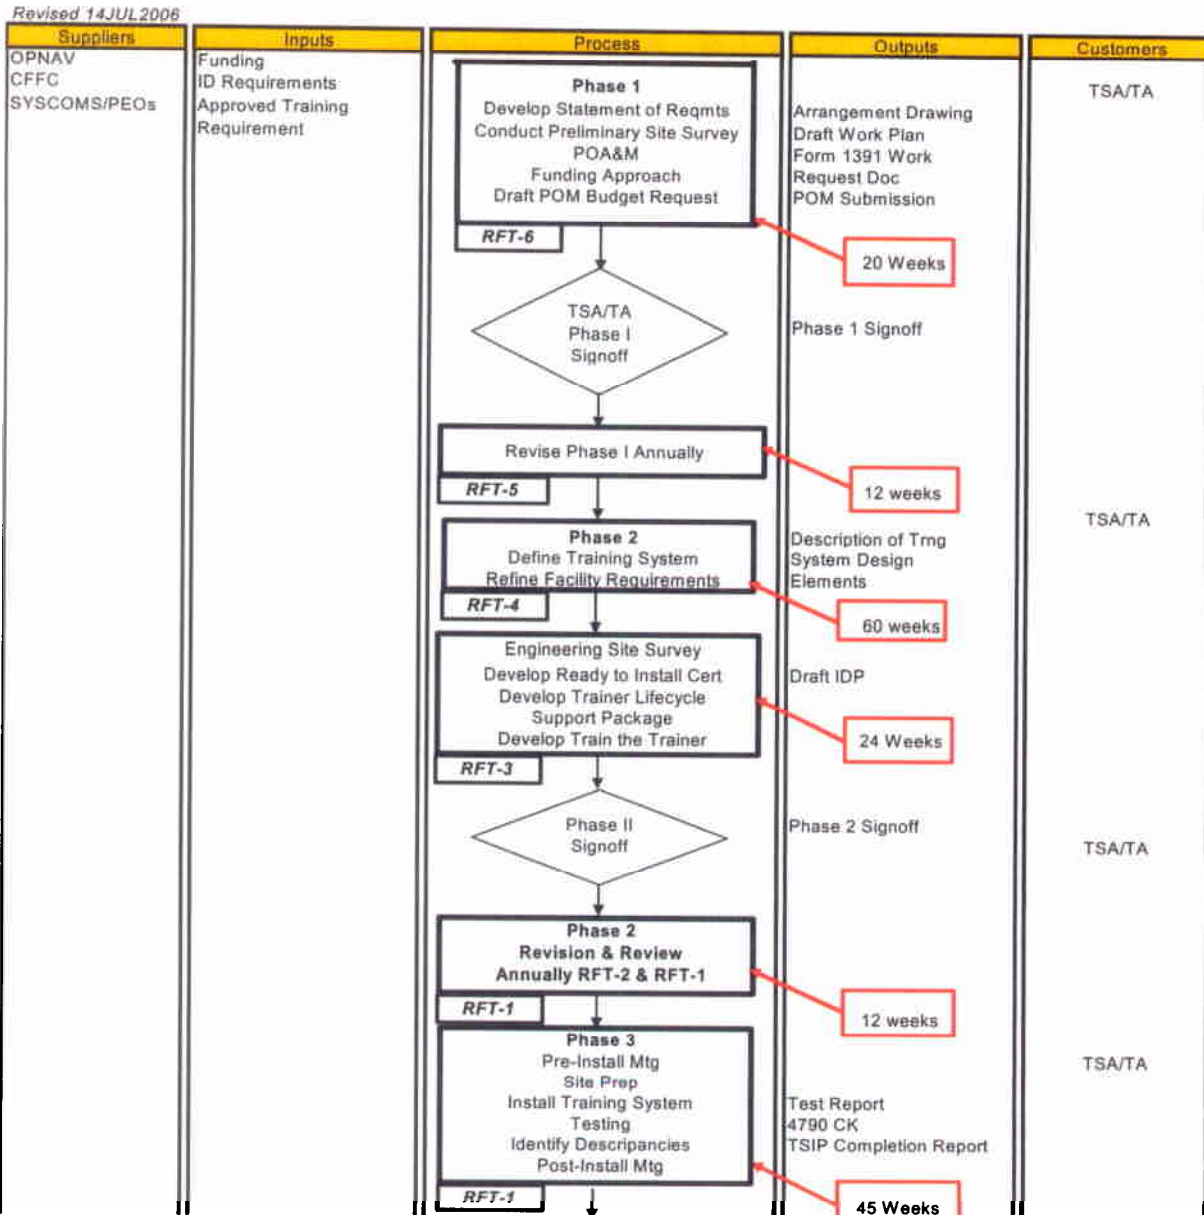 Revised 14JUL2006
Suppliers
Inputs
Process
Outputs
Customers
OPNAV
CFFC
SYSCOMS/PEOs
Funding
ID Requirements
Approved Training
Requirement
Phase 1
Develop Statement of Reqmts
Conduct Preliminary Site Survey
POA&M
Funding Approach
Draft POM Budget Request
RFT-6
Arrangement Drawing
Draft Work Plan
Form 1391 Work
Request Doc
POM Submission
TSA/TA
20 Weeks
TSA/TA
Phase I
Signoff
Phase 1 Signoff
Revise Phase I Annually
RFT-5
12 weeks
Phase 2
Define Training System
Refine Facility Requirements
RFT-4
Description of Trng
System Design
Elements
TSA/TA
60 weeks
Engineering Site Survey
Develop Ready to Install Cert
Develop Trainer Lifecycle
Support Package
Develop Train the Trainer
RFT-3
Draft IDP
24 Weeks
Phase II
Signoff
Phase 2 Signoff
TSA/TA
Phase 2
Revision & Review
Annually RFT-2 & RFT-1
RFT-1
12 weeks
Phase 3
Pre-Install Mtg
Site Prep
Install Training System
Testing
Identify Descripancies
Post-Install Mtg
RFT-1
Test Report
4790 CK
TSIP Completion Report
TSA/TA
45 Weeks